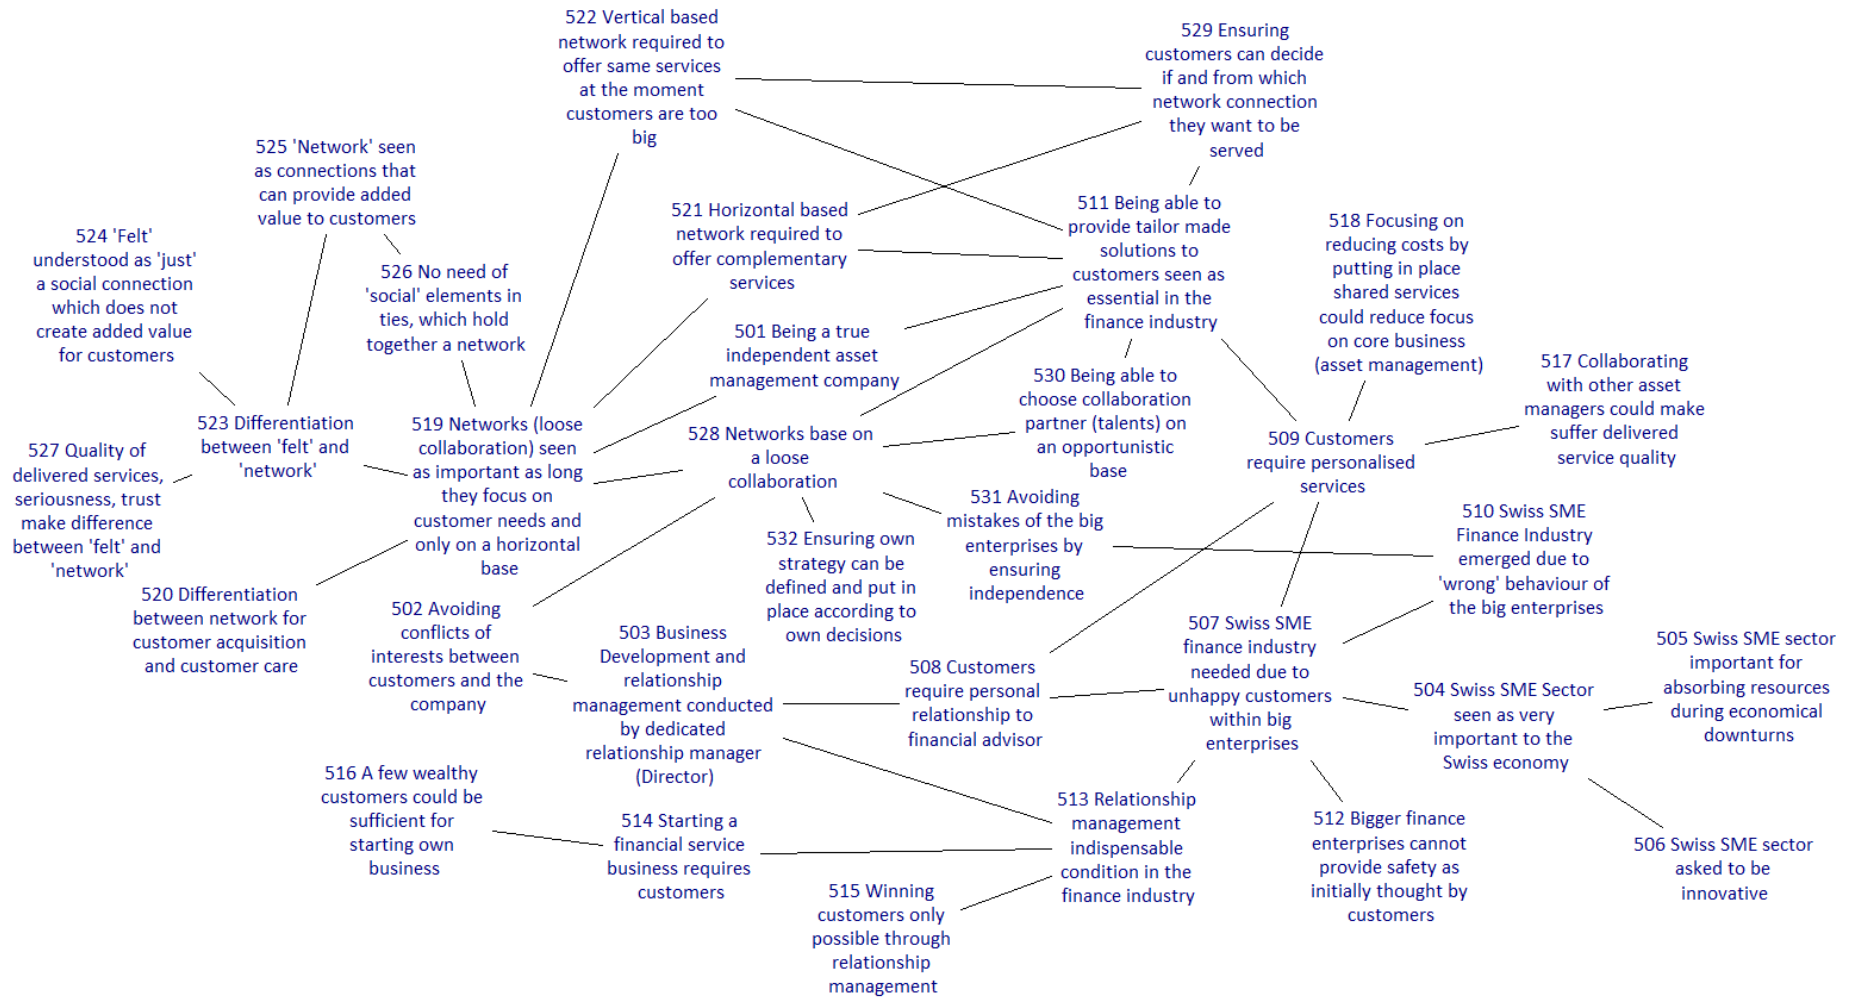 522 Vertical based
network required to
offer same services
at the moment
customers are too
big
529 Ensuring
customers can decide
if and from which
network connection
they want to be
served
525 'Network' seen
as connections that
can provide added
value to customers
524 'Felt'
understood as 'just'
a social connection
which does not
create added value
for customers
526 No need of
'social' elements in
ties, which hold
together a network
521 Horizontal based
network required to
offer complementary
services
511 Being able to
provide tailor made
solutions to
customers seen as
essential in the
finance industry
518 Focusing on
reducing costs by
putting in place
shared services
could reduce focus
on core business
(asset management)
501 Being a true
independent asset
management company
517 Collaborating
with other asset
managers could make
suffer delivered
service quality
530 Being able to
choose collaboration
partner (talents) on
an opportunistic
base
523 Differentiation
between 'felt' and
'network'
519 Networks (loose
collaboration) seen
as important as long
they focus on
customer needs and
only on a horizontal
base
528 Networks base on
a loose
collaboration
509 Customers
require personalised
services
527 Quality of
delivered services,
seriousness, trust
make difference
between 'felt' and
'network'
531 Avoiding
mistakes of the big
enterprises by
ensuring
independence
510 Swiss SME
Finance Industry
emerged due to
'wrong' behaviour of
the big enterprises
532 Ensuring own
strategy can be
defined and put in
place according to
own decisions
520 Differentiation
between network for
customer acquisition
and customer care
502 Avoiding
conflicts of
interests between
customers and the
company
503 Business
Development and
relationship
management conducted
by dedicated
relationship manager
(Director)
508 Customers
require personal
relationship to
financial advisor
507 Swiss SME
finance industry
needed due to
unhappy customers
within big
enterprises
504 Swiss SME Sector
seen as very
important to the
Swiss economy
505 Swiss SME sector
important for
absorbing resources
during economical
downturns
516 A few wealthy
customers could be
sufficient for
starting own
business
514 Starting a
financial service
business requires
customers
513 Relationship
management
indispensable
condition in the
finance industry
512 Bigger finance
enterprises cannot
provide safety as
initially thought by
customers
506 Swiss SME sector
asked to be
innovative
515 Winning
customers only
possible through
relationship
management